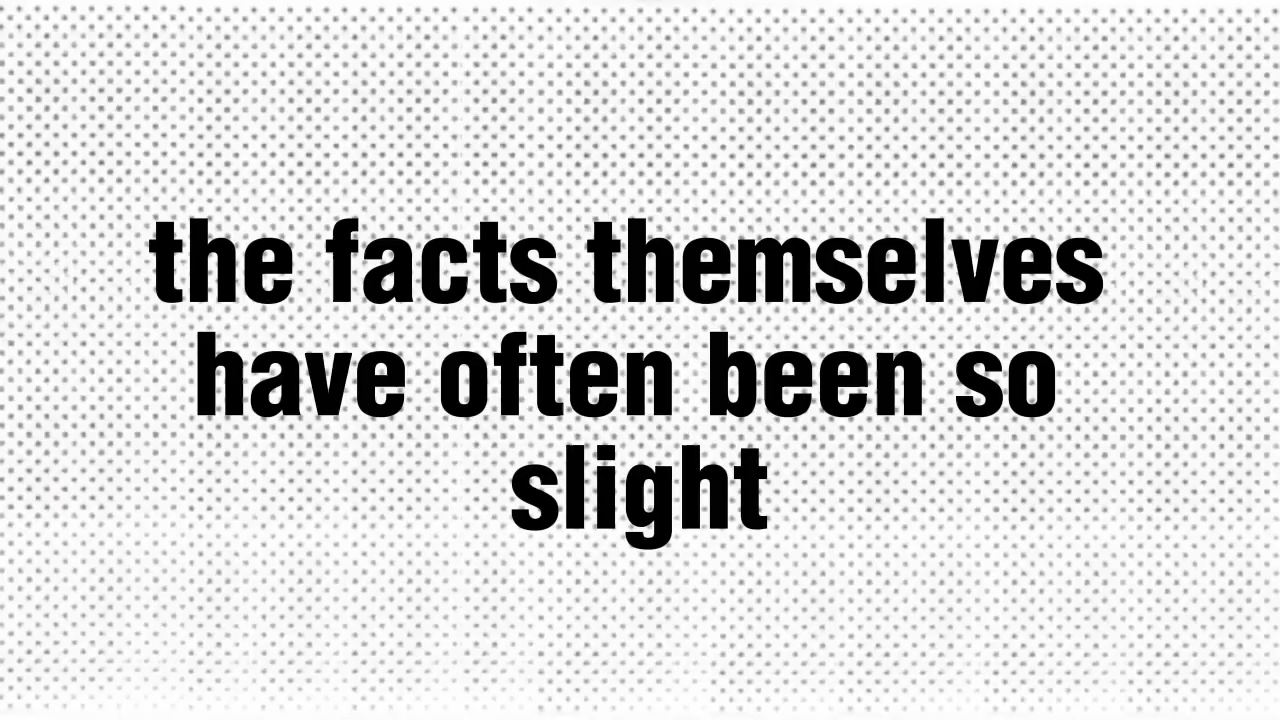 the facts themselves
have often been so
slight